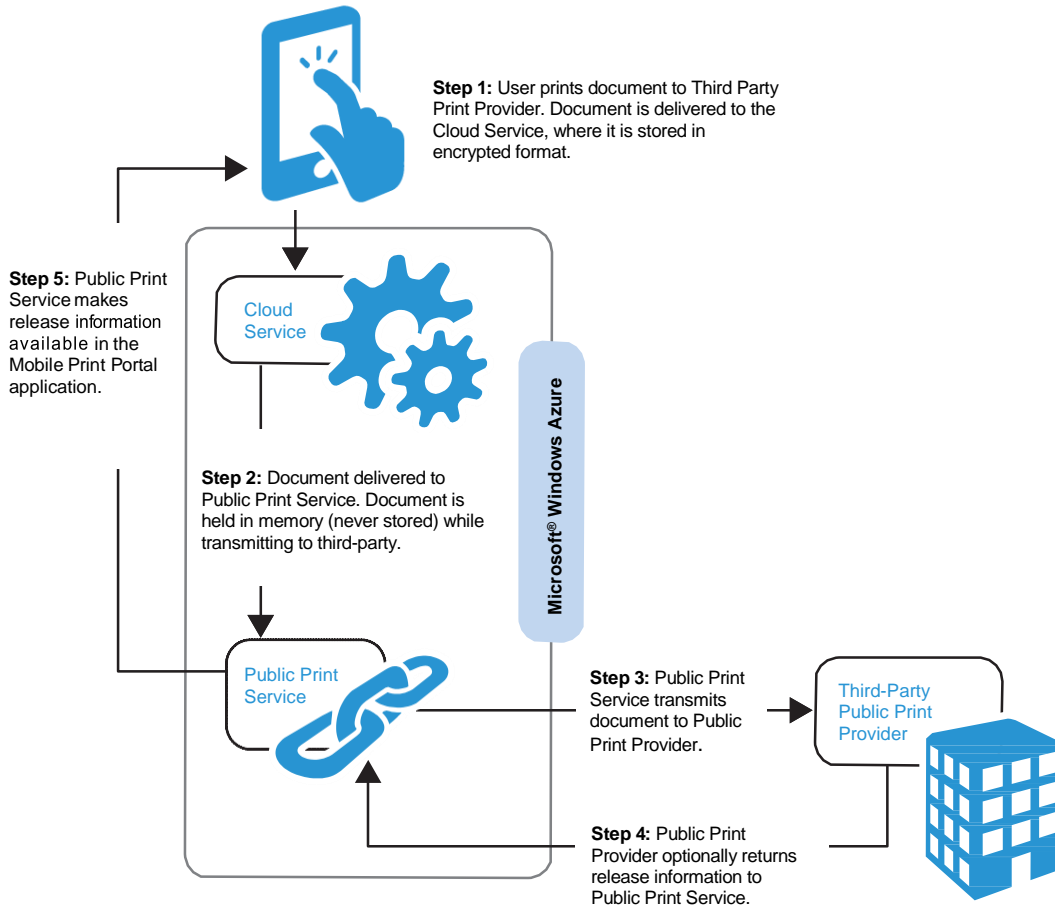 Step 1: User prints document to Third Party
Print Provider. Document is delivered to the
Cloud Service, where it is stored in
encrypted format.
Step 5: Public Print
Service makes
release information
available in the
Mobile Print Portal
application.
Cloud
Service
Microsoft® Windows Azure
Step 2: Document delivered to
Public Print Service. Document is
held in memory (never stored) while
transmitting to third-party.
Public Print
Service
Step 3: Public Print
Service transmits
document to Public
Print Provider.
Third-Party
Public Print
Provider
Step 4: Public Print
Provider optionally returns
release information to
Public Print Service.